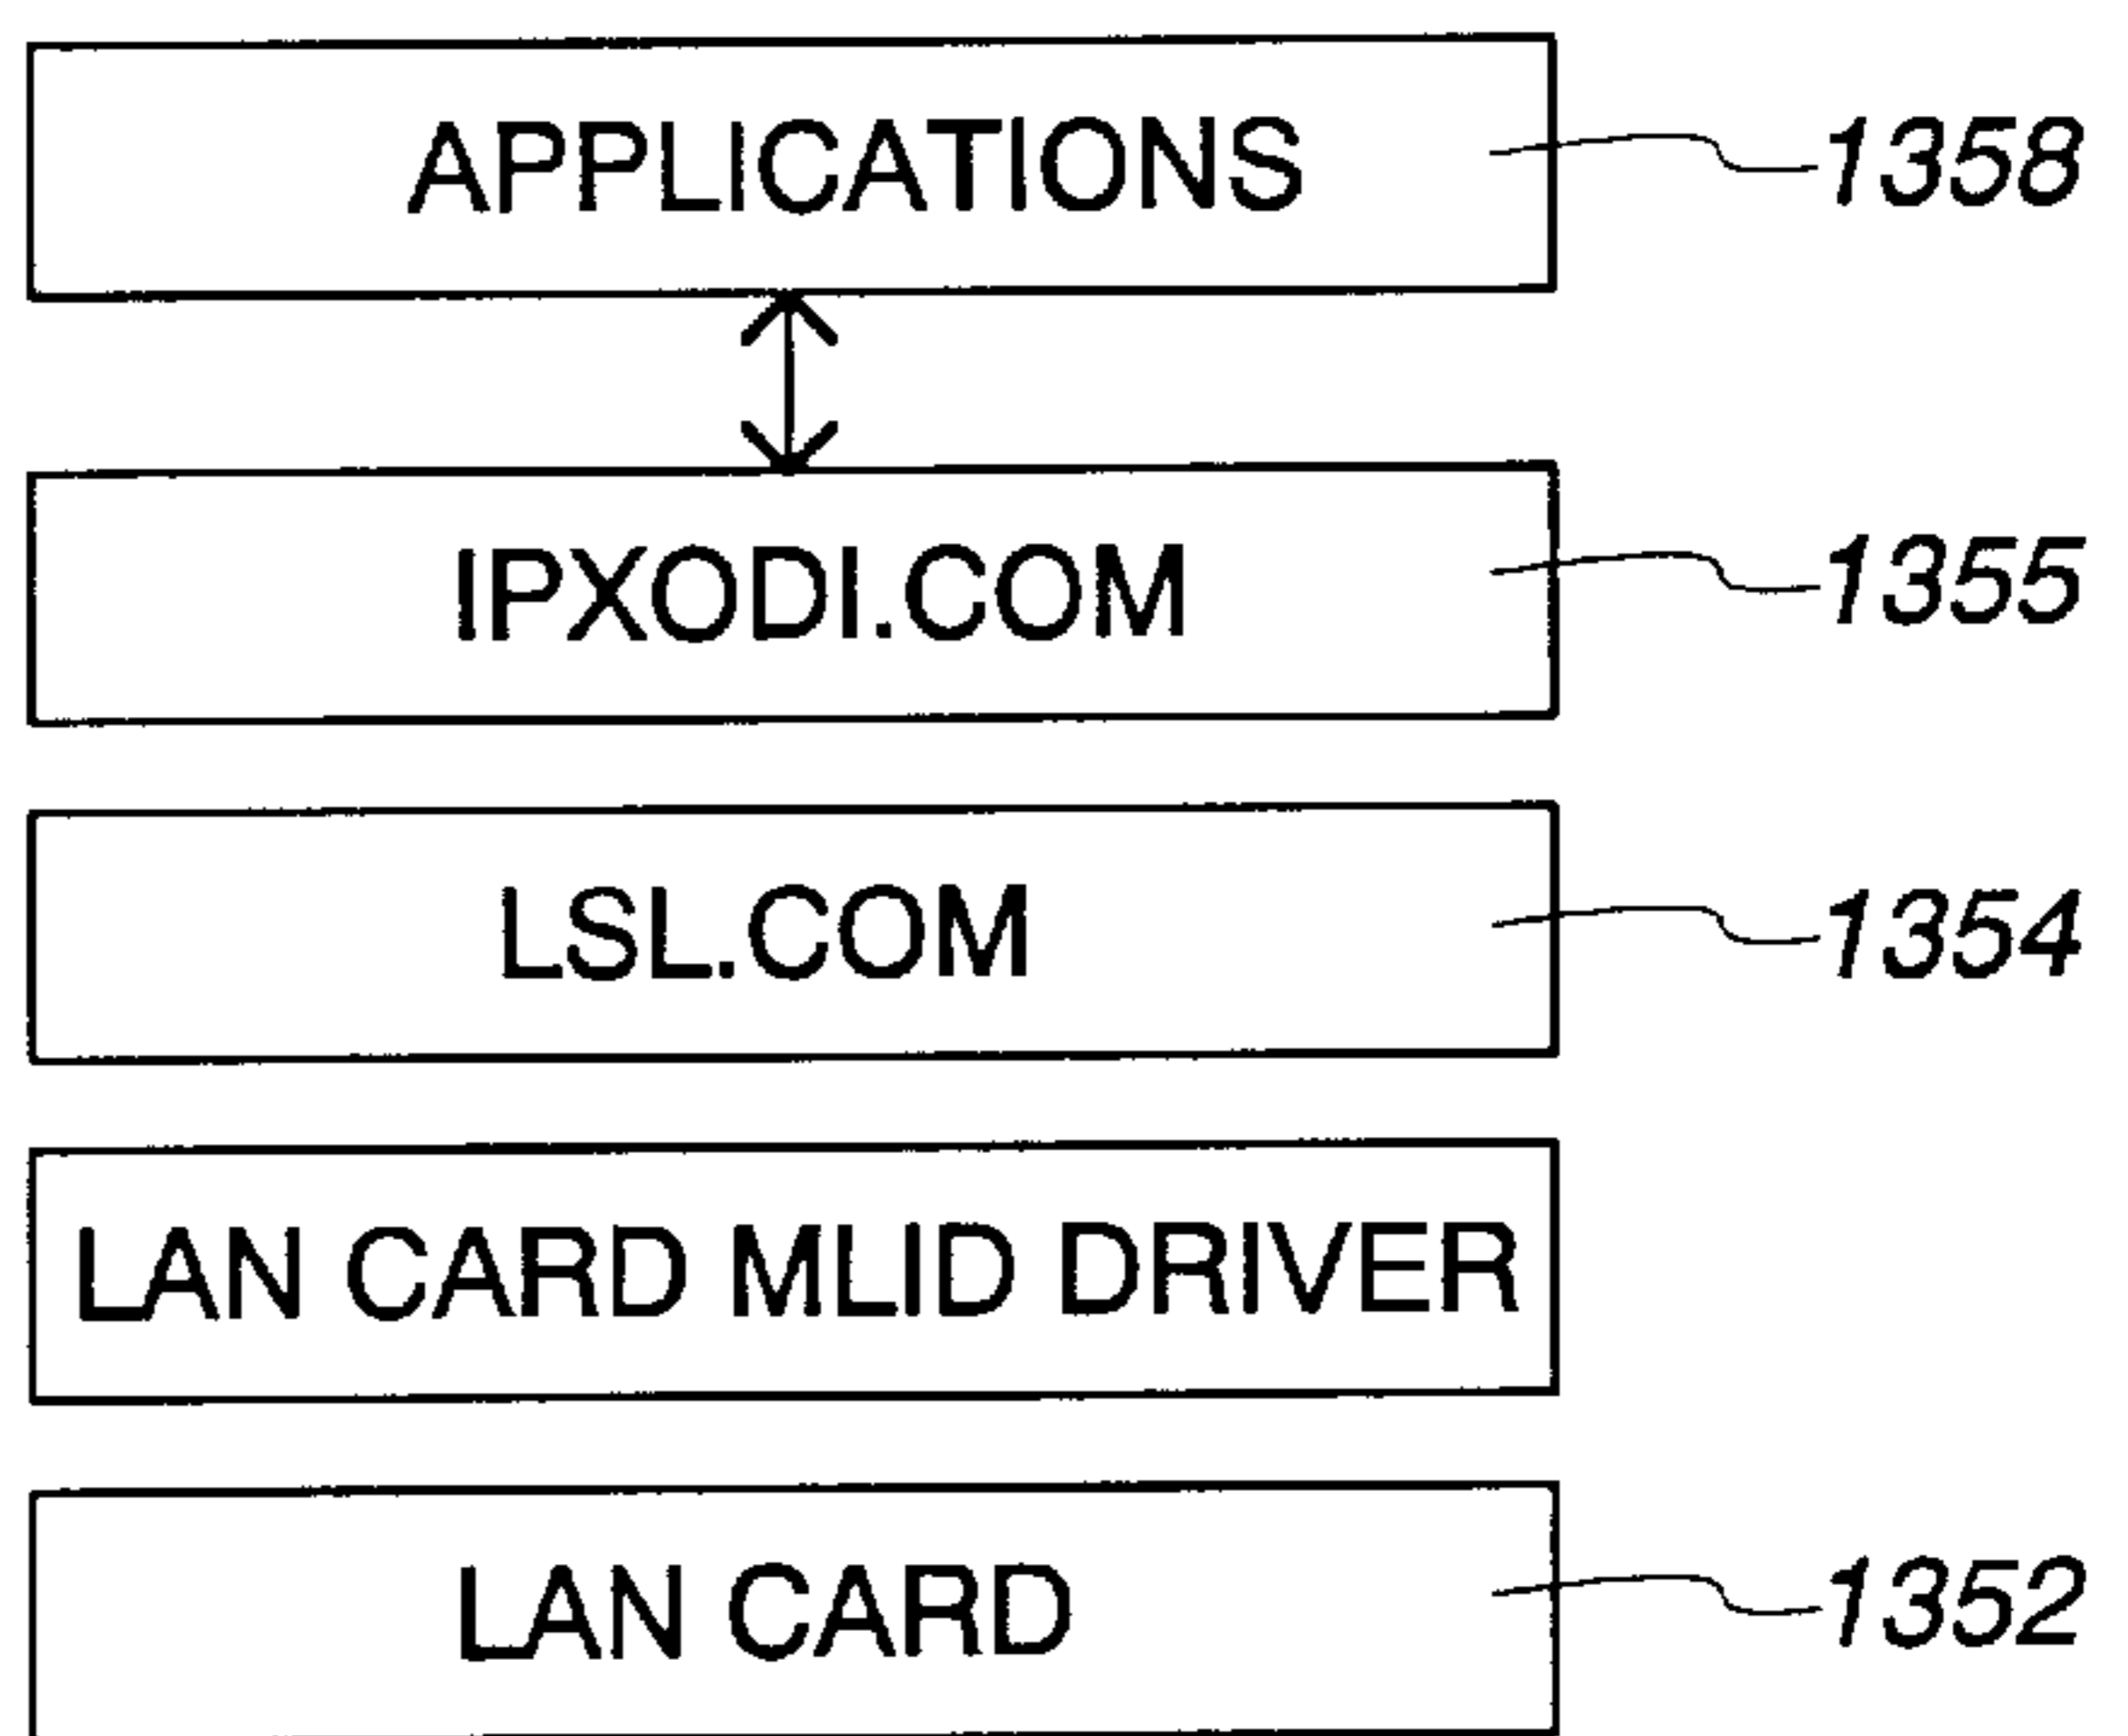 APPLICATIONS 1358
IPXODI.COM 1355
LSL.COM 1354
LAN CARD MLID DRIVER
LAN CARD 1352